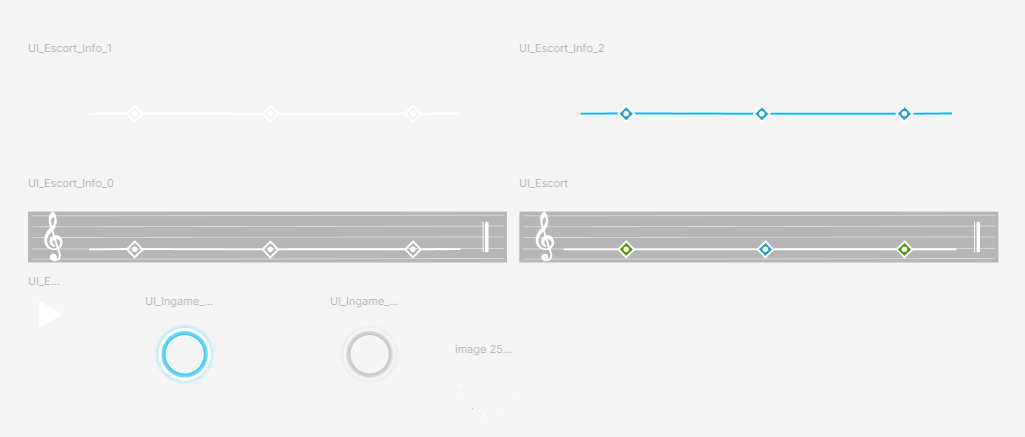 UI_Escort_Info_1
UI_Escort_Info_2
UI_Escort_Info_0
UI_Escort
UI_E...
UI_Ingame_...
UI_Ingame_...
image 25...